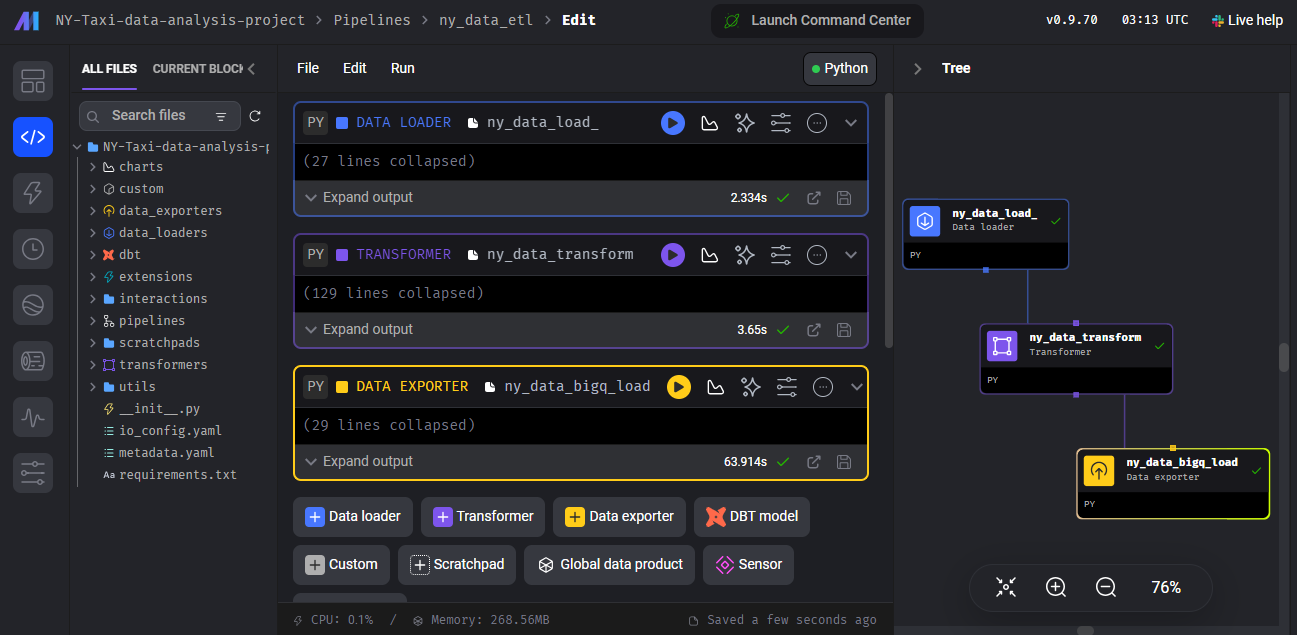 NY-Taxi-data-analysis-project > Pipelines > ny_data_etl > Edit
Launch Command Center
v0.9.70 03:13 UTC Live help
ALL FILES CURRENT BLOCK
Search files
NY-Taxi-data-analysis-p
charts
custom
data_exporters
data_loaders
dbt
extensions
interactions
pipelines
scratchpads
transformers
utils
__init__.py
io_config.yaml
metadata.yaml
Aa requirements.txt
File Edit Run
Python
PY DATA LOADER ny_data_load_
(27 lines collapsed)
Expand output 2.334s
PY TRANSFORMER ny_data_transform
(129 lines collapsed)
Expand output 3.65s
PY DATA EXPORTER ny_data_bigq_load
(29 lines collapsed)
Expand output 63.914s
Data loader Transformer Data exporter DBT model
Custom Scratchpad Global data product Sensor
CPU: 0.1% / Memory: 268.56MB
Saved a few seconds ago
Tree
ny_data_load_
Data loader
PY
ny_data_transform
Transformer
PY
ny_data_bigq_load
Data exporter
PY
76%